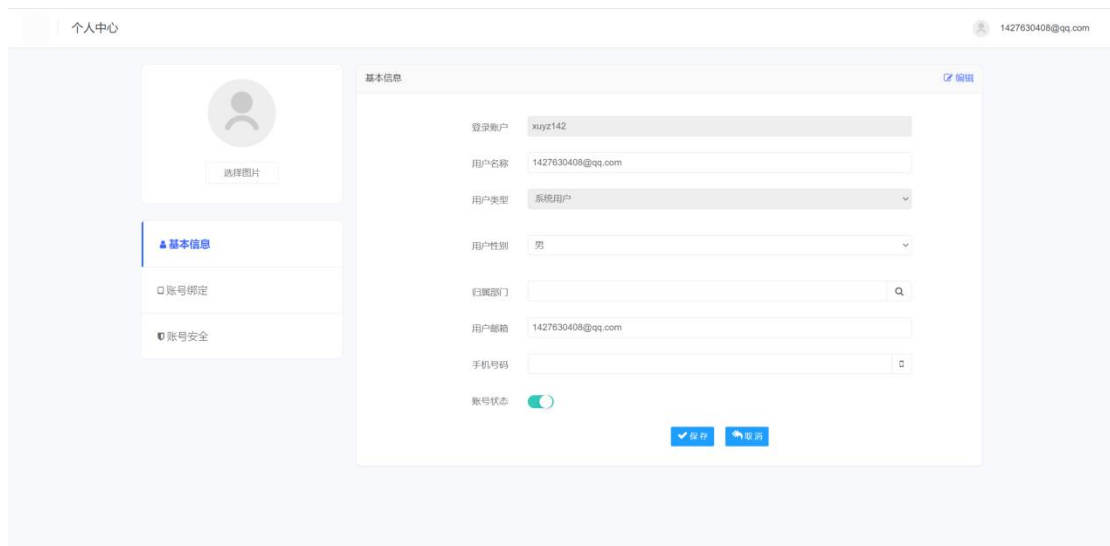 个人中心
1427630408@qq.com
选择图片
基本信息
账号绑定
账号安全
基本信息
编辑
登录账户 xuyz142
用户名称 1427630408@qq.com
用户类型 系统用户
用户性别 男
归属部门
用户邮箱 1427630408@qq.com
手机号码
账号状态
保存 取消